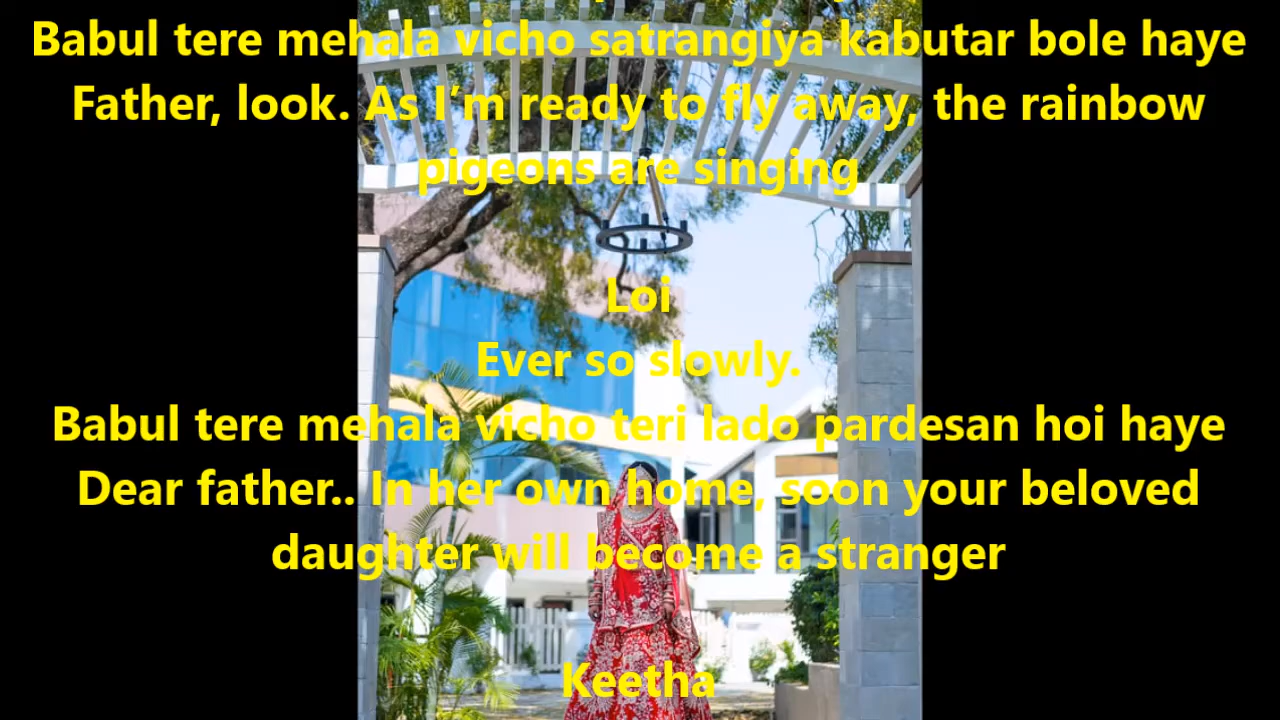 Babul tere mehala vicho satrangiya kabutar bole haye
Father, look. As I’m ready to fly away, the rainbow
pigeons are singing
Loi
Ever so slowly.
Babul tere mehala vicho teri lado pardesan hoi haye
Dear father.. In her own home, soon your beloved
daughter will become a stranger
Keetha